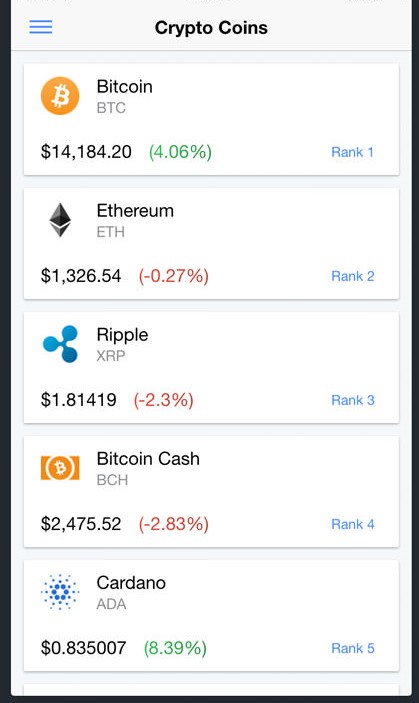 Crypto Coins
Bitcoin
BTC
$14,184.20 (4.06%) Rank 1
Ethereum
ETH
$1,326.54 (-0.27%) Rank 2
Ripple
XRP
$1.81419 (-2.3%) Rank 3
Bitcoin Cash
BCH
$2,475.52 (-2.83%) Rank 4
Cardano
ADA
$0.835007 (8.39%) Rank 5